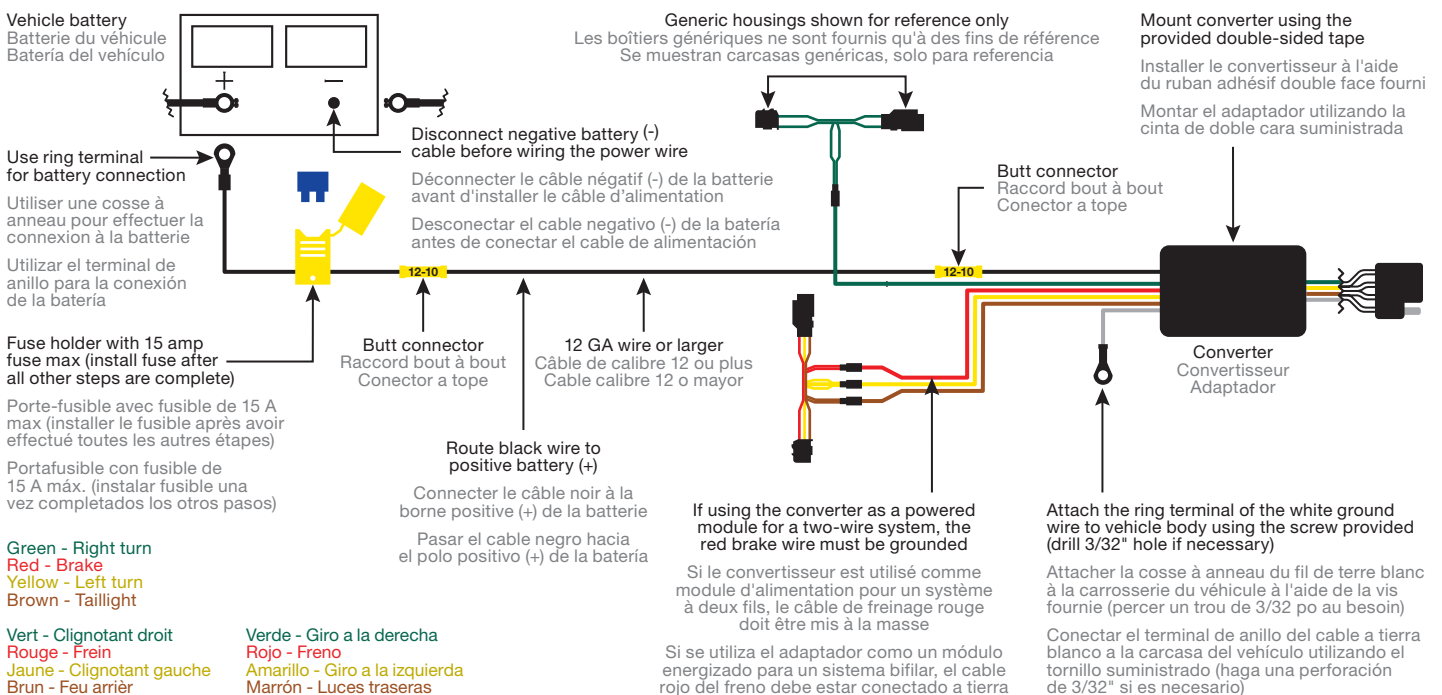 Vehicle battery
Batterie du véhicule
Batería del vehículo
+
–
Use ring terminal
for battery connection
Utiliser une cosse à
anneau pour effectuer la
connexion à la batterie
Utilizar el terminal de
anillo para la conexión
de la batería
Fuse holder with 15 amp
fuse max (install fuse after
all other steps are complete)
Porte-fusible avec fusible de 15 A
max (installer le fusible après avoir
effectué toutes les autres étapes)
Portafusible con fusible de
15 A máx. (instalar fusible una
vez completados los otros pasos)
Disconnect negative battery (-)
cable before wiring the power wire
Déconnecter le câble négatif (-) de la batterie
avant d'installer le câble d'alimentation
Desconectar el cable negativo (-) de la batería
antes de conectar el cable de alimentación
12-10
Butt connector
Raccord bout à bout
Conector a tope
Route black wire to
positive battery (+)
Connecter le câble noir à la
borne positive (+) de la batterie
Pasar el cable negro hacia
el polo positivo (+) de la batería
12 GA wire or larger
Câble de calibre 12 ou plus
Cable calibre 12 o mayor
Generic housings shown for reference only
Les boîtiers génériques ne sont fournis qu'à des fins de référence
Se muestran carcasas genéricas, solo para referencia
Butt connector
Raccord bout à bout
Conector a tope
12-10
Mount converter using the
provided double-sided tape
Installer le convertisseur à l'aide
du ruban adhésif double face fourni
Montar el adaptador utilizando la
cinta de doble cara suministrada
Converter
Convertisseur
Adaptador
If using the converter as a powered
module for a two-wire system, the
red brake wire must be grounded
Si le convertisseur est utilisé comme
module d'alimentation pour un système
à deux fils, le câble de freinage rouge
doit être mis à la masse
Si se utiliza el adaptador como un módulo
energizado para un sistema bifilar, el cable
rojo del freno debe estar conectado a tierra
Attach the ring terminal of the white ground
wire to vehicle body using the screw provided
(drill 3/32" hole if necessary)
Attacher la cosse à anneau du fil de terre blanc
à la carrosserie du véhicule à l'aide de la vis
fournie (percer un trou de 3/32 po au besoin)
Conectar el terminal de anillo del cable a tierra
blanco a la carcasa del vehículo utilizando el
tornillo suministrado (haga una perforación
de 3/32" si es necesario)
Green - Right turn
Red - Brake
Yellow - Left turn
Brown - Taillight
Vert - Clignotant droit
Rouge - Frein
Jaune - Clignotant gauche
Brun - Feu arrièr
Verde - Giro a la derecha
Rojo - Freno
Amarillo - Giro a la izquierda
Marrón - Luces traseras